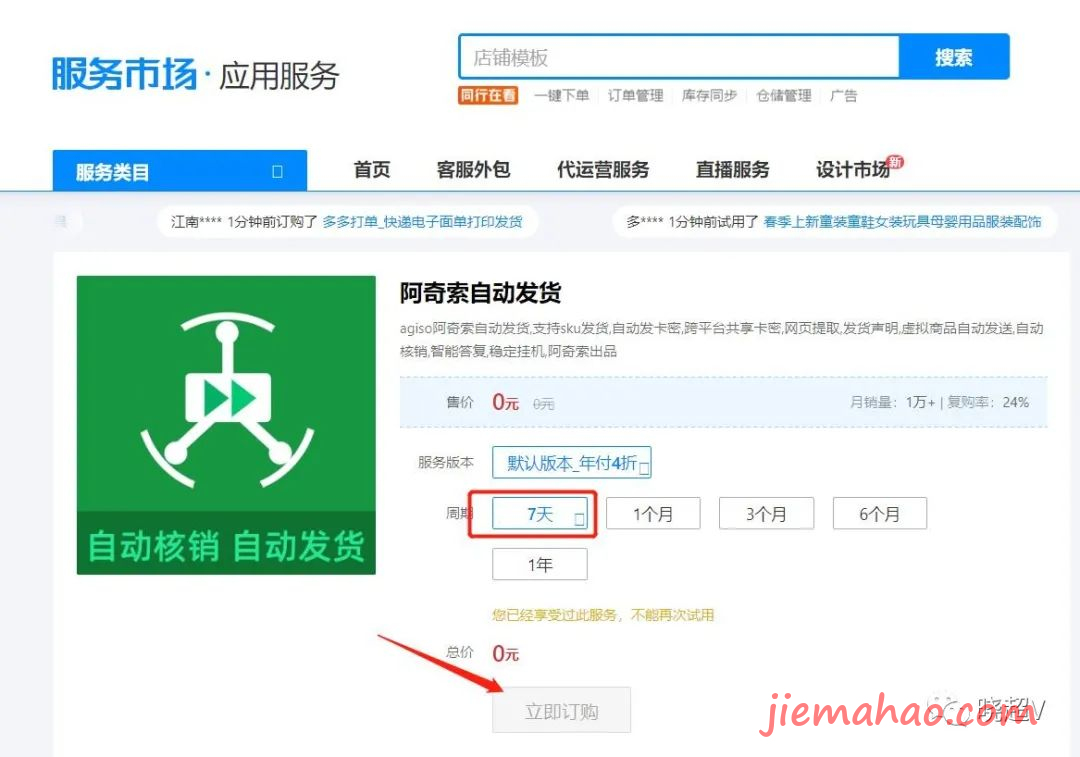 服务市场·应用服务
店铺模板
搜索
同行在看 一键下单 订单管理 库存同步 仓储管理 广告
服务类目 首页 客服外包 代运营服务 直播服务 设计市场 新
江南**** 1分钟前订购了 多多打单_快递电子面单打印发货
多**** 1分钟前试用了 春季上新童装童鞋女装玩具母婴用品服装配饰
阿奇索自动发货
agiso阿奇索自动发货,支持sku发货,自动发卡密,跨平台共享卡密,网页提取,发货声明,虚拟商品自动发送,自动
核销,智能答复,稳定挂机,阿奇索出品
售价 0元 0元 月销量：1万+ | 复购率：24%
服务版本 默认版本_年付4折
周期 7天 1个月 3个月 6个月
1年
您已经享受过此服务，不能再次试用
总价 0元
立即订购
自动核销 自动发货
晓超V
jiemahao.com